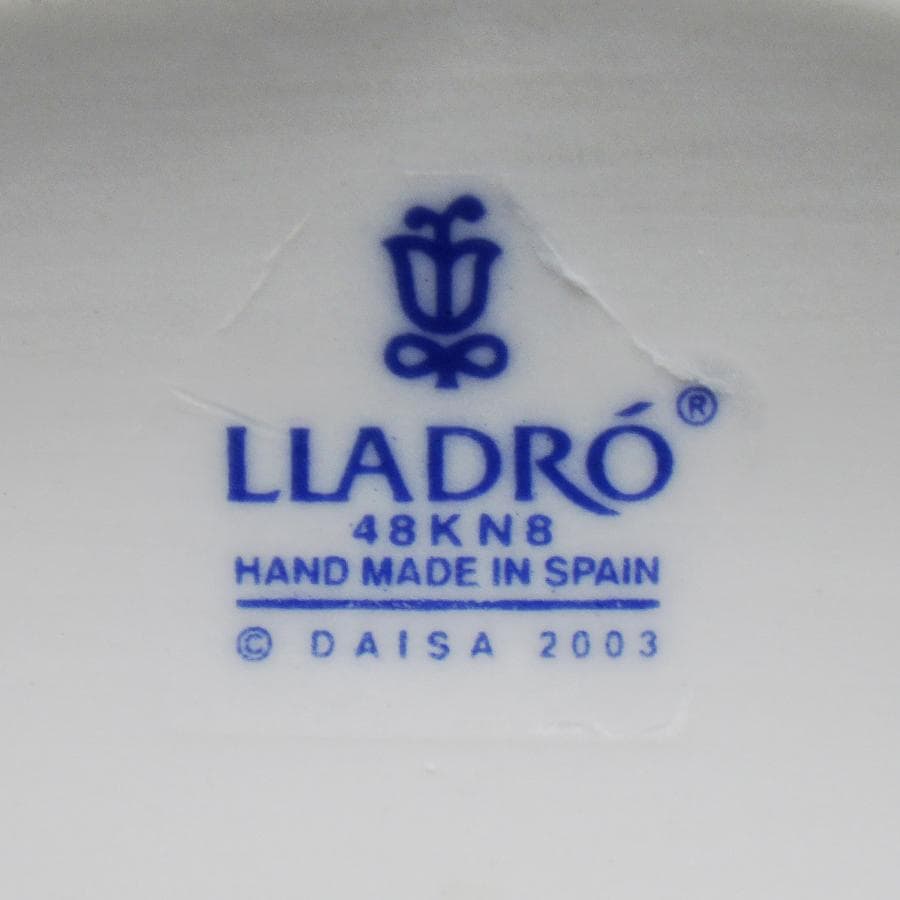 LLADRÓ®
48KN8
HAND MADE IN SPAIN
© DAISA 2003